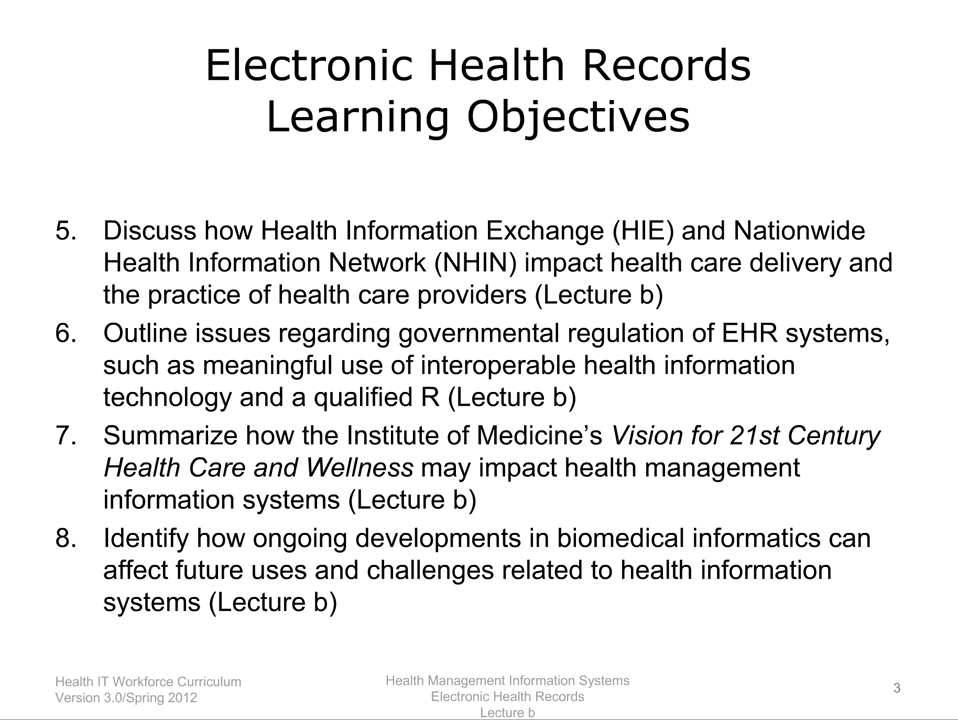 Electronic Health Records
Learning Objectives
5. Discuss how Health Information Exchange (HIE) and Nationwide
Health Information Network (NHIN) impact health care delivery and
the practice of health care providers (Lecture b)
6. Outline issues regarding governmental regulation of EHR systems,
such as meaningful use of interoperable health information
technology and a qualified R (Lecture b)
7. Summarize how the Institute of Medicine’s Vision for 21st Century
Health Care and Wellness may impact health management
information systems (Lecture b)
8. Identify how ongoing developments in biomedical informatics can
affect future uses and challenges related to health information
systems (Lecture b)
Health IT Workforce Curriculum
Version 3.0/Spring 2012
Health Management Information Systems
Electronic Health Records
Lecture b
3